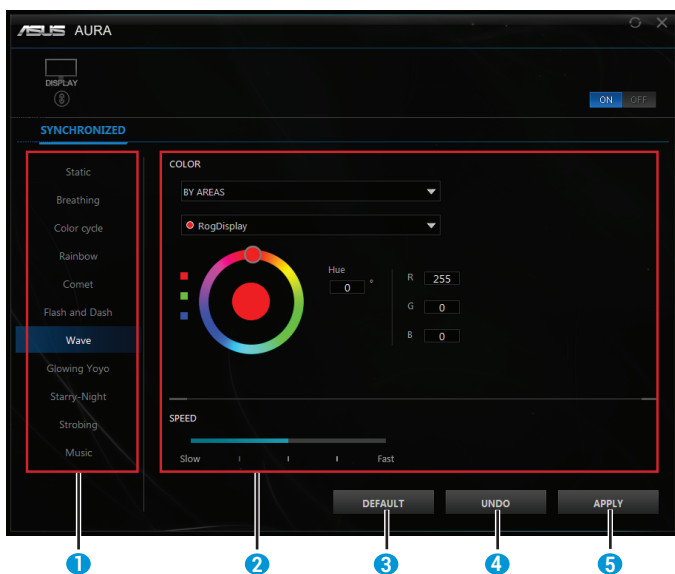 ASUS AURA
DISPLAY
ON OFF
SYNCHRONIZED
Static
Breathing
Color cycle
Rainbow
Comet
Flash and Dash
Wave
Glowing Yoyo
Starry-Night
Strobing
Music
COLOR
BY AREAS
RogDisplay
Hue
0 °
R 255
G 0
B 0
SPEED
Slow Fast
DEFAULT UNDO APPLY
1 2 3 4 5